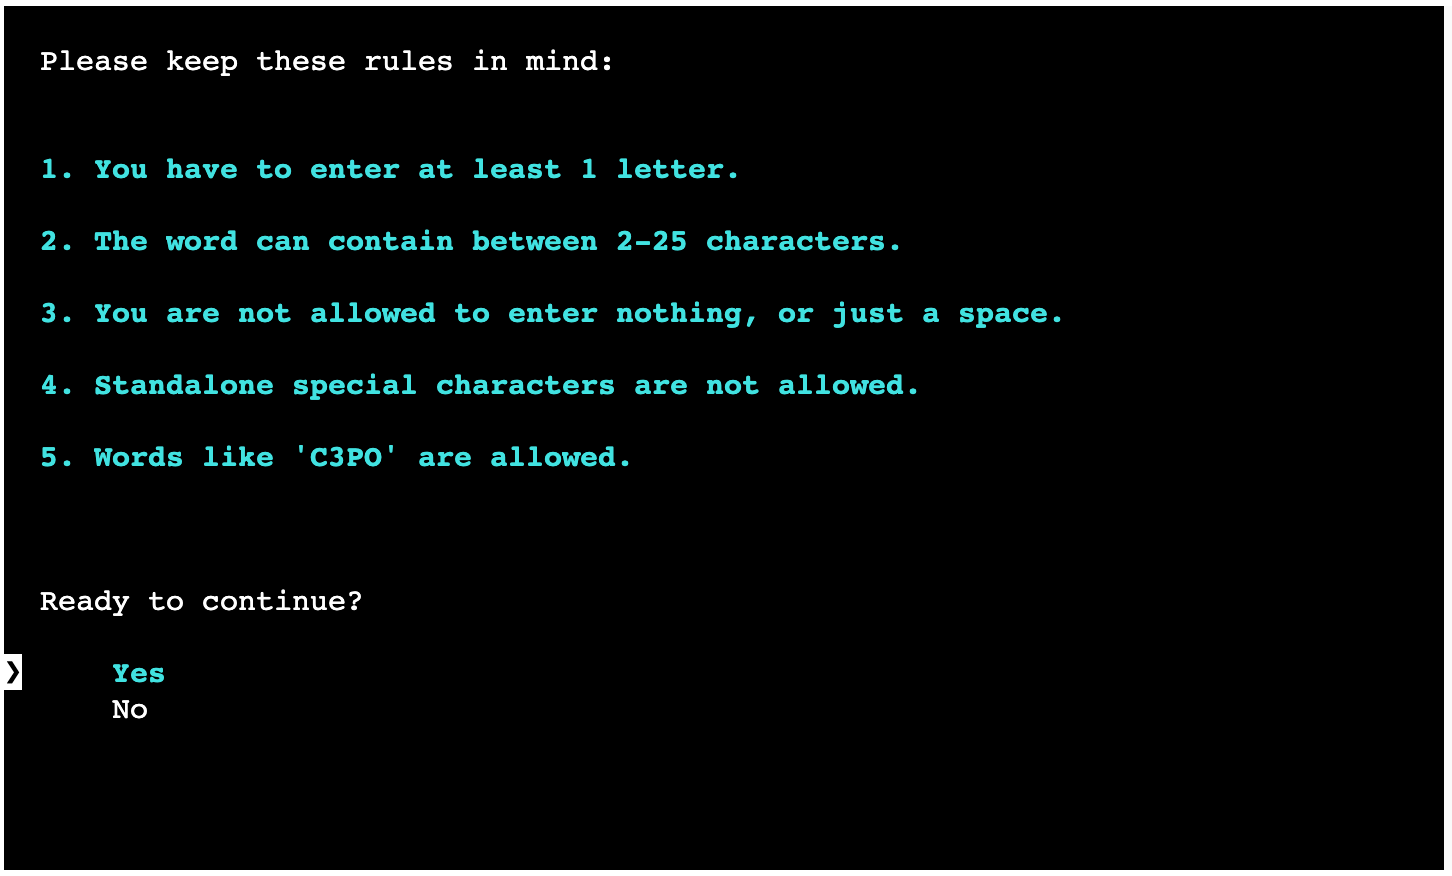 Please keep these rules in mind:
1. You have to enter at least 1 letter.
2. The word can contain between 2-25 characters.
3. You are not allowed to enter nothing, or just a space.
4. Standalone special characters are not allowed.
5. Words like 'C3PO' are allowed.
Ready to continue?
❯ Yes
No